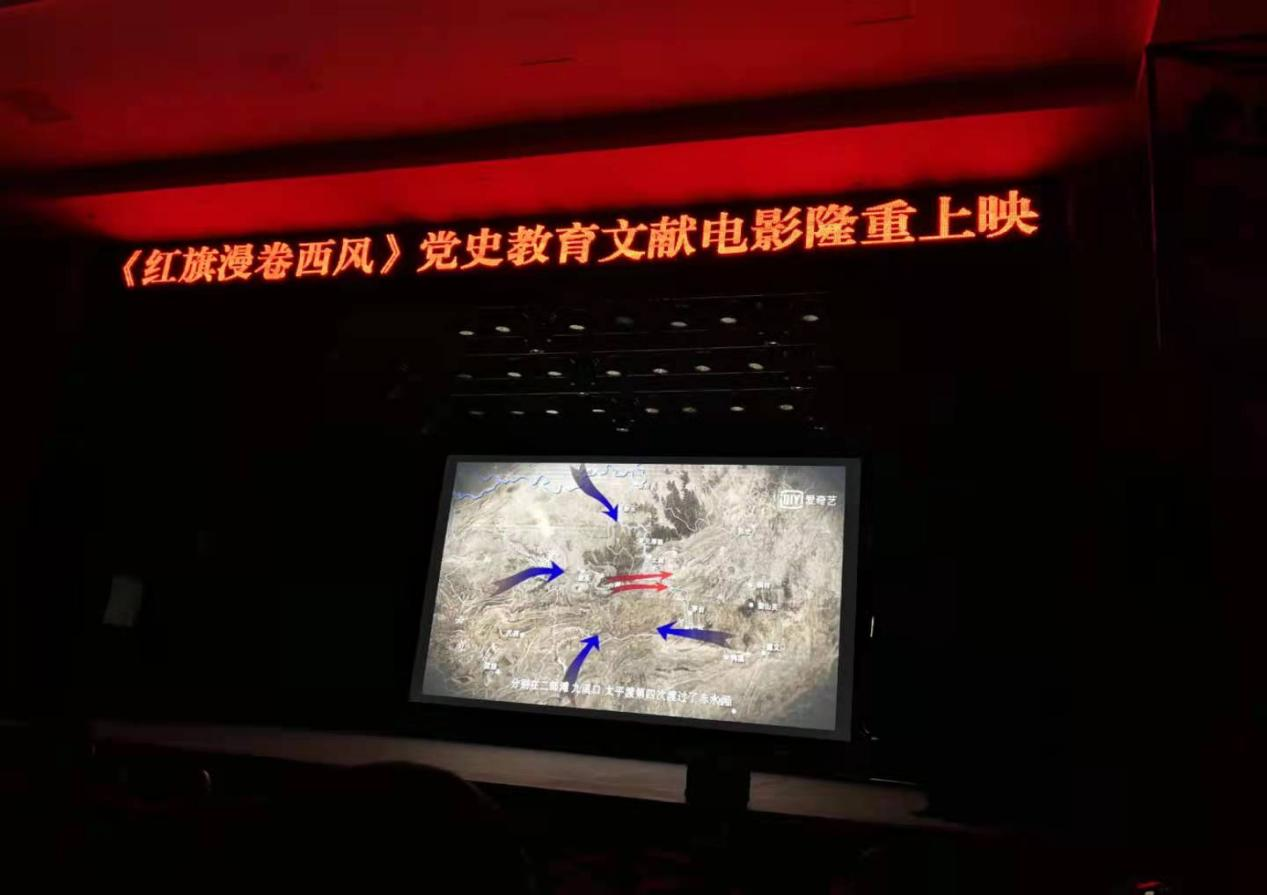 《红旗漫卷西风》党史教育文献电影隆重上映
爱奇艺
分别在二郎滩 九溪口 太平渡第四次渡过了赤水河